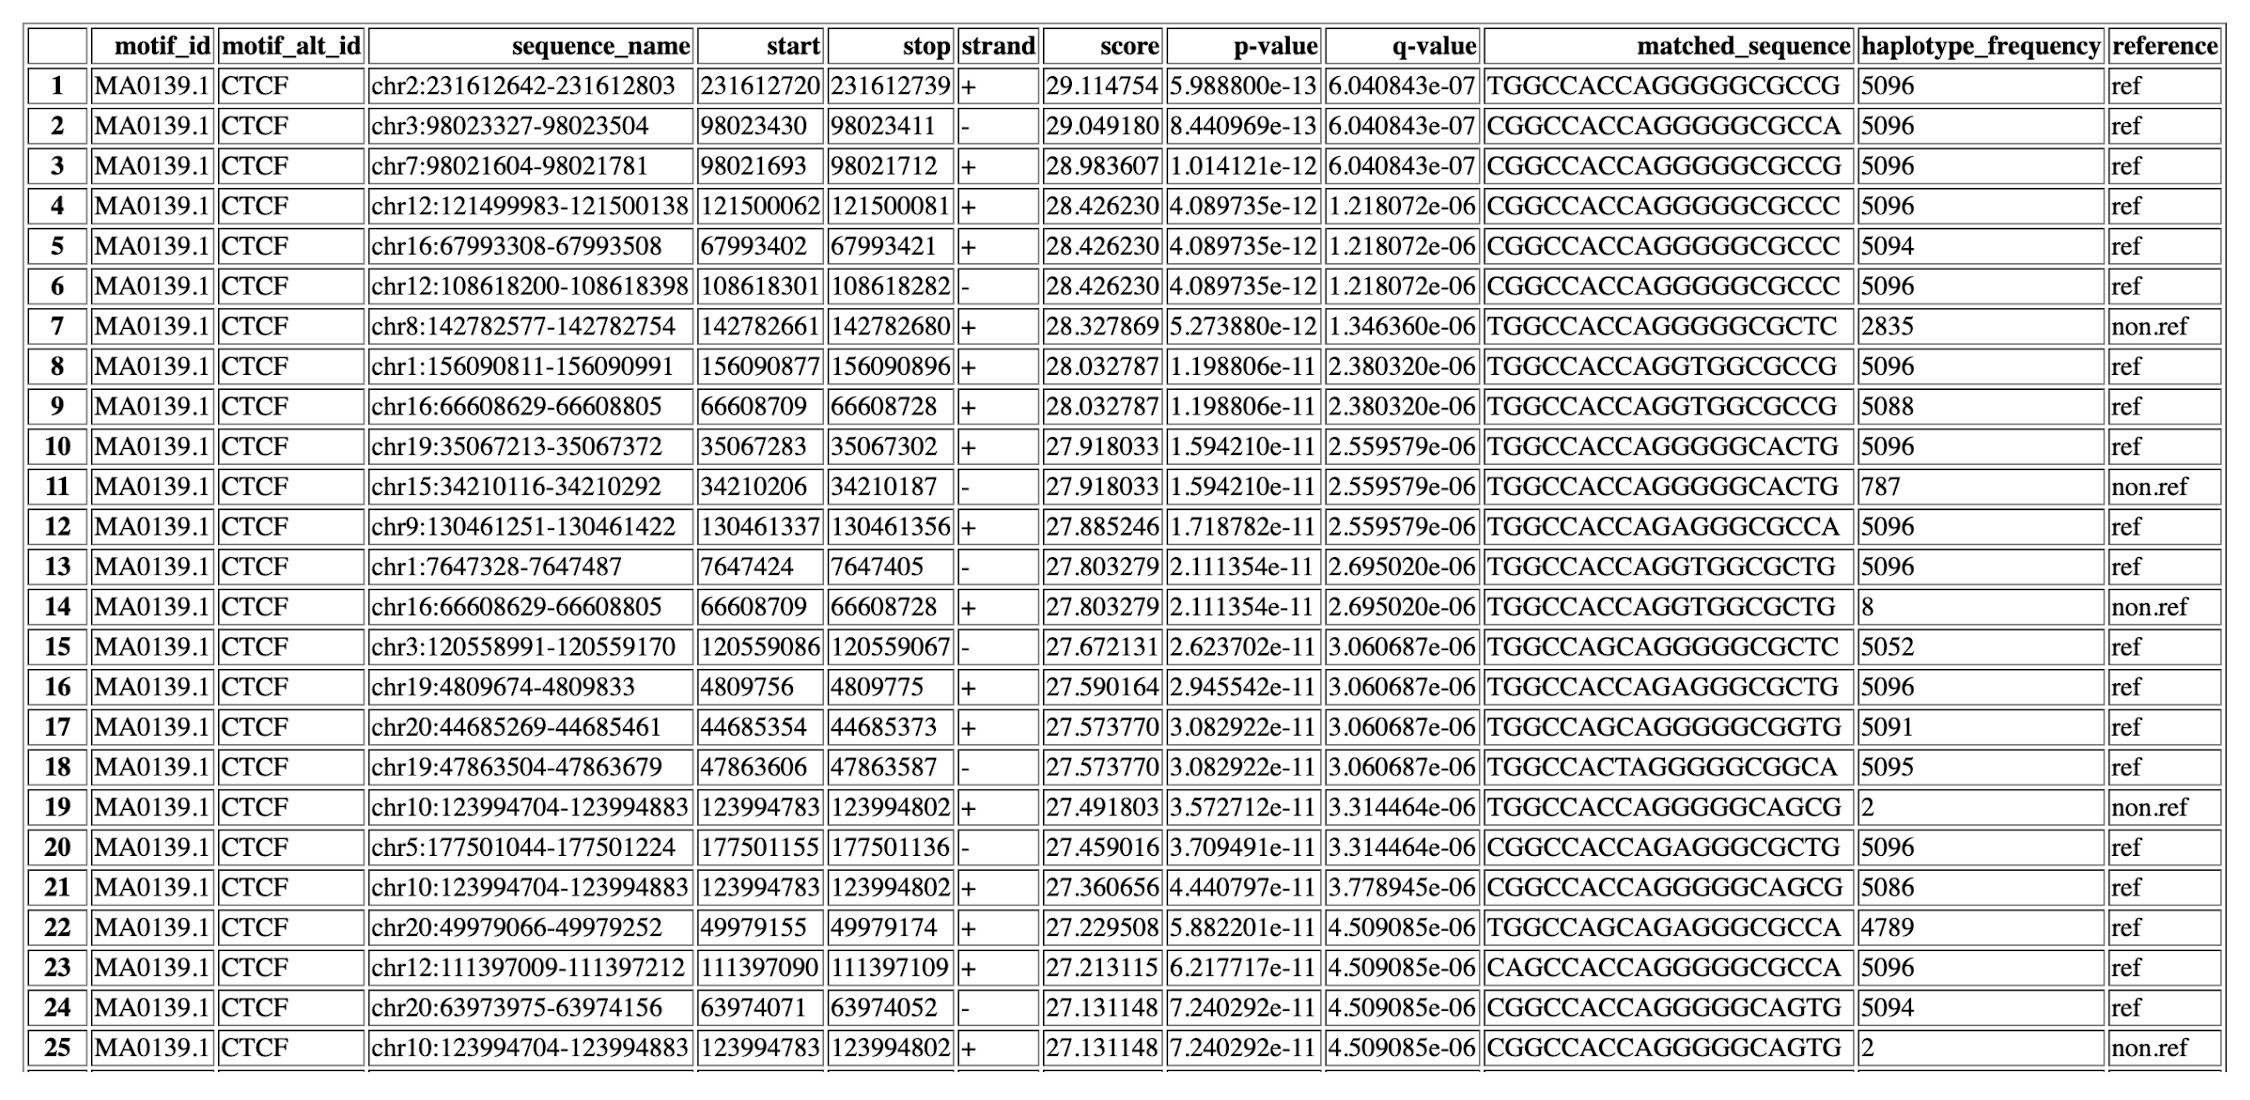 motif_id motif_alt_id sequence_name start stop strand score p-value q-value matched_sequence haplotype_frequency reference
1 MA0139.1 CTCF chr2:231612642-231612803 231612720 231612739 + 29.114754 5.988800e-13 6.040843e-07 TGGCCACCAGGGGGCGCCG 5096 ref
2 MA0139.1 CTCF chr3:98023327-98023504 98023430 98023411 - 29.049180 8.440969e-13 6.040843e-07 CGGCCACCAGGGGGCGCCA 5096 ref
3 MA0139.1 CTCF chr7:98021604-98021781 98021693 98021712 + 28.983607 1.014121e-12 6.040843e-07 CGGCCACCAGGGGGCGCCG 5096 ref
4 MA0139.1 CTCF chr12:121499983-121500138 121500062 121500081 + 28.426230 4.089735e-12 1.218072e-06 CGGCCACCAGGGGGCGCCC 5096 ref
5 MA0139.1 CTCF chr16:67993308-67993508 67993402 67993421 + 28.426230 4.089735e-12 1.218072e-06 CGGCCACCAGGGGGCGCCC 5094 ref
6 MA0139.1 CTCF chr12:108618200-108618398 108618301 108618282 - 28.426230 4.089735e-12 1.218072e-06 CGGCCACCAGGGGGCGCCC 5096 ref
7 MA0139.1 CTCF chr8:142782577-142782754 142782661 142782680 + 28.327869 5.273880e-12 1.346360e-06 TGGCCACCAGGGGGCGCTC 2835 non.ref
8 MA0139.1 CTCF chr1:156090811-156090991 156090877 156090896 + 28.032787 1.198806e-11 2.380320e-06 TGGCCACCAGGTGGCGCCG 5096 ref
9 MA0139.1 CTCF chr16:66608629-66608805 66608709 66608728 + 28.032787 1.198806e-11 2.380320e-06 TGGCCACCAGGTGGCGCCG 5088 ref
10 MA0139.1 CTCF chr19:35067213-35067372 35067283 35067302 + 27.918033 1.594210e-11 2.559579e-06 TGGCCACCAGGGGGCACTG 5096 ref
11 MA0139.1 CTCF chr15:34210116-34210292 34210206 34210187 - 27.918033 1.594210e-11 2.559579e-06 TGGCCACCAGGGGGCACTG 787 non.ref
12 MA0139.1 CTCF chr9:130461251-130461422 130461337 130461356 + 27.885246 1.718782e-11 2.559579e-06 TGGCCACCAGAGGGCGCCA 5096 ref
13 MA0139.1 CTCF chr1:7647328-7647487 7647424 7647405 - 27.803279 2.111354e-11 2.695020e-06 TGGCCACCAGGTGGCGCTG 5096 ref
14 MA0139.1 CTCF chr16:66608629-66608805 66608709 66608728 + 27.803279 2.111354e-11 2.695020e-06 TGGCCACCAGGTGGCGCTG 8 non.ref
15 MA0139.1 CTCF chr3:120558991-120559170 120559086 120559067 - 27.672131 2.623702e-11 3.060687e-06 TGGCCAGCAGGGGGCGCTC 5052 ref
16 MA0139.1 CTCF chr19:4809674-4809833 4809756 4809775 + 27.590164 2.945542e-11 3.060687e-06 TGGCCACCAGAGGGCGCTG 5096 ref
17 MA0139.1 CTCF chr20:44685269-44685461 44685354 44685373 + 27.573770 3.082922e-11 3.060687e-06 TGGCCAGCAGGGGGCGGTG 5091 ref
18 MA0139.1 CTCF chr19:47863504-47863679 47863606 47863587 - 27.573770 3.082922e-11 3.060687e-06 TGGCCACTAGGGGGCGGCA 5095 ref
19 MA0139.1 CTCF chr10:123994704-123994883 123994783 123994802 + 27.491803 3.572712e-11 3.314464e-06 TGGCCACCAGGGGGCAGCG 2 non.ref
20 MA0139.1 CTCF chr5:177501044-177501224 177501155 177501136 - 27.459016 3.709491e-11 3.314464e-06 CGGCCACCAGAGGGCGCTG 5096 ref
21 MA0139.1 CTCF chr10:123994704-123994883 123994783 123994802 + 27.360656 4.440797e-11 3.778945e-06 CGGCCACCAGGGGGCAGCG 5086 ref
22 MA0139.1 CTCF chr20:49979066-49979252 49979155 49979174 + 27.229508 5.882201e-11 4.509085e-06 TGGCCAGCAGAGGGCGCCA 4789 ref
23 MA0139.1 CTCF chr12:111397009-111397212 111397090 111397109 + 27.213115 6.217717e-11 4.509085e-06 CAGCCACCAGGGGGCGCCA 5096 ref
24 MA0139.1 CTCF chr20:63973975-63974156 63974071 63974052 - 27.131148 7.240292e-11 4.509085e-06 CGGCCACCAGGGGGCAGTG 5094 ref
25 MA0139.1 CTCF chr10:123994704-123994883 123994783 123994802 + 27.131148 7.240292e-11 4.509085e-06 CGGCCACCAGGGGGCAGTG 2 non.ref